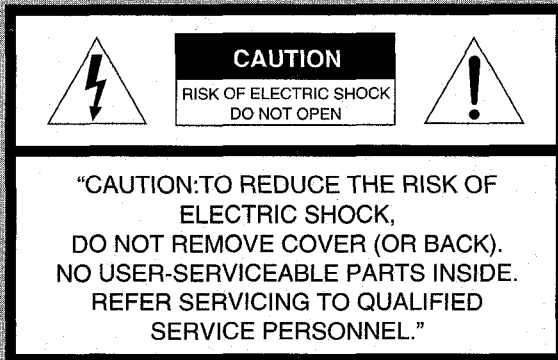 CAUTION
RISK OF ELECTRIC SHOCK
DO NOT OPEN
“CAUTION:TO REDUCE THE RISK OF
ELECTRIC SHOCK,
DO NOT REMOVE COVER (OR BACK).
NO USER-SERVICEABLE PARTS INSIDE.
REFER SERVICING TO QUALIFIED
SERVICE PERSONNEL.”